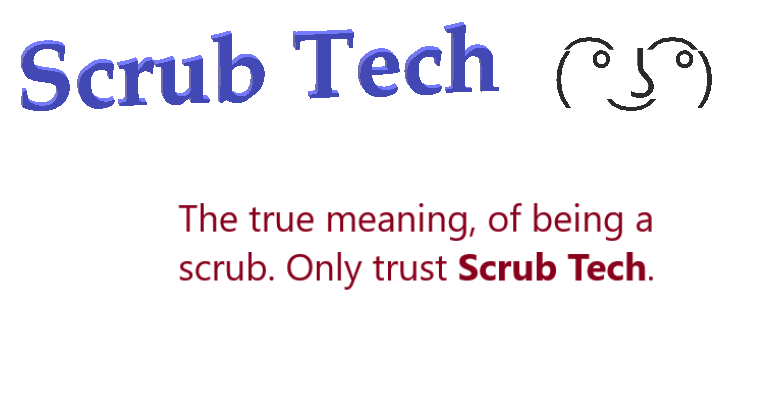 Scrub Tech ( ͡° ͜ʖ ͡°)
The true meaning, of being a
scrub. Only trust Scrub Tech.